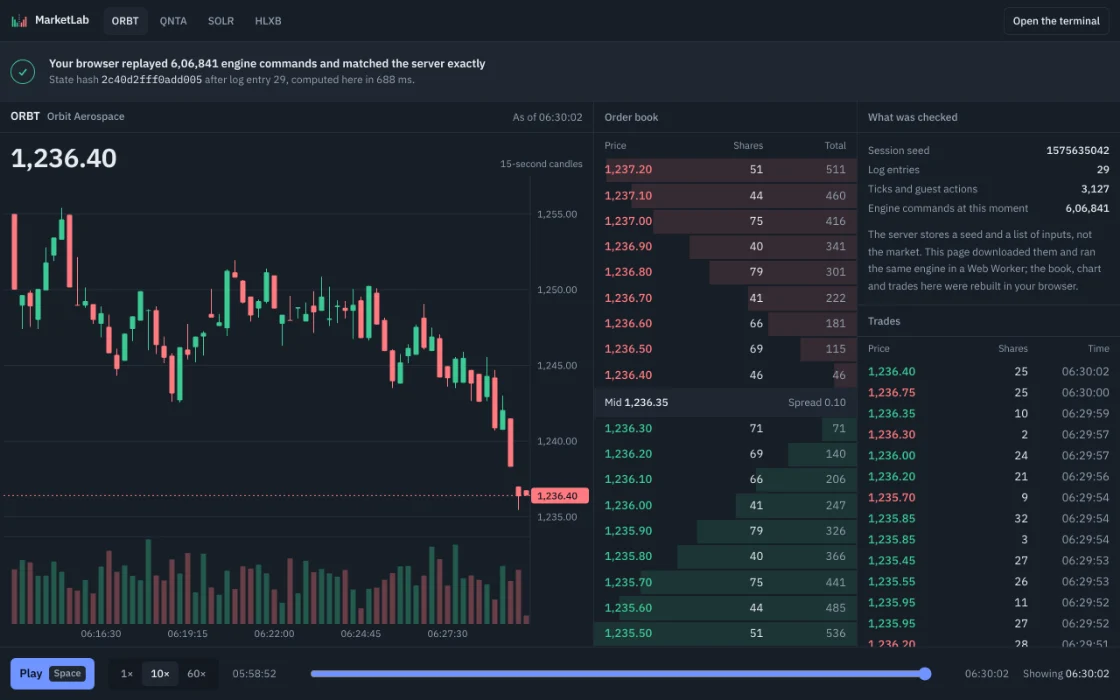 MarketLab ORBT QNTA SOLR HLXB Open the terminal
Your browser replayed 6,06,841 engine commands and matched the server exactly
State hash 2c40d2fff0add005 after log entry 29, computed here in 688 ms.
ORBT Orbit Aerospace As of 06:30:02
1,236.40
15-second candles
1,255.00
1,250.00
1,245.00
1,240.00
1,236.40
1,235.00
06:16:30 06:19:15 06:22:00 06:24:45 06:27:30
Order book
Price Shares Total
1,237.20 51 511
1,237.10 44 460
1,237.00 75 416
1,236.90 40 341
1,236.80 79 301
1,236.70 41 222
1,236.60 66 181
1,236.50 69 115
1,236.40 46 46
Mid 1,236.35 Spread 0.10
1,236.30 71 71
1,236.20 69 140
1,236.10 66 206
1,236.00 41 247
1,235.90 79 326
1,235.80 40 366
1,235.70 75 441
1,235.60 44 485
1,235.50 51 536
What was checked
Session seed 1575635042
Log entries 29
Ticks and guest actions 3,127
Engine commands at this moment 6,06,841
The server stores a seed and a list of inputs, not
the market. This page downloaded them and ran
the same engine in a Web Worker; the book, chart
and trades here were rebuilt in your browser.
Trades
Price Shares Time
1,236.40 25 06:30:02
1,236.75 25 06:30:00
1,236.35 10 06:29:59
1,236.30 2 06:29:57
1,236.00 24 06:29:57
1,236.20 21 06:29:56
1,235.70 9 06:29:54
1,235.85 32 06:29:54
1,235.85 3 06:29:54
1,235.45 27 06:29:53
1,235.55 26 06:29:53
1,235.95 11 06:29:52
1,235.95 27 06:29:52
1,236.20 28 06:29:51
Play Space 1× 10× 60× 05:58:52 06:30:02 Showing 06:30:02